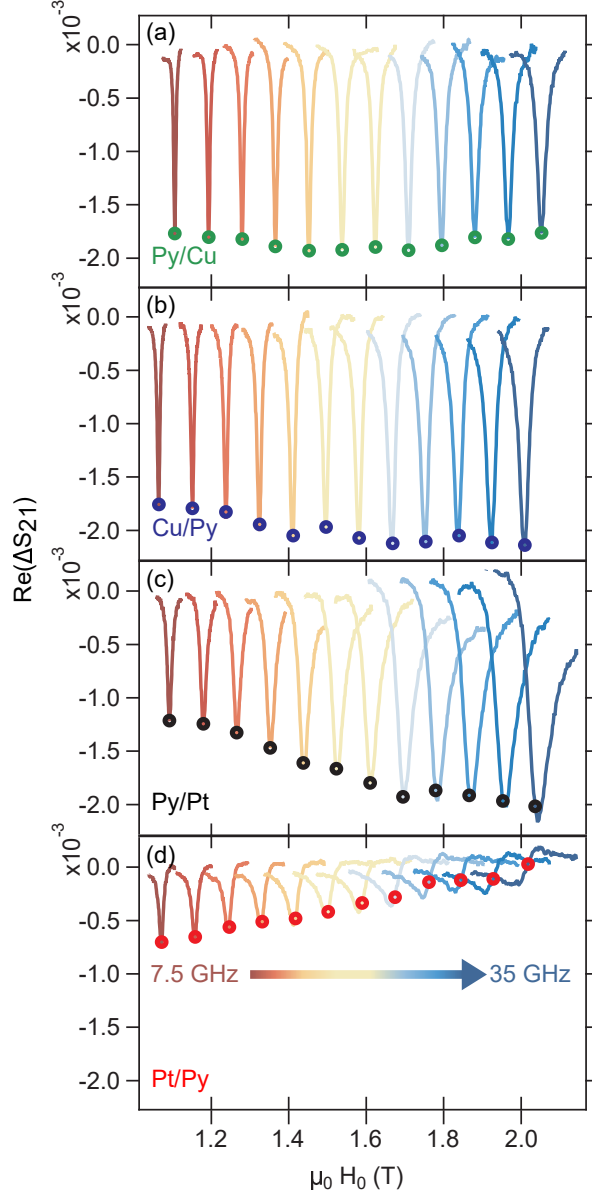 x10⁻³
(a)
0.0
-0.5
-1.0
-1.5
-2.0
Py/Cu
x10⁻³
(b)
0.0
-0.5
-1.0
-1.5
-2.0
Cu/Py
Re(ΔS₂₁)
x10⁻³
(c)
0.0
-0.5
-1.0
-1.5
-2.0
Py/Pt
x10⁻³
(d)
0.0
-0.5
-1.0
-1.5
-2.0
7.5 GHz
35 GHz
Pt/Py
1.2 1.4 1.6 1.8 2.0
μ₀ H₀ (T)